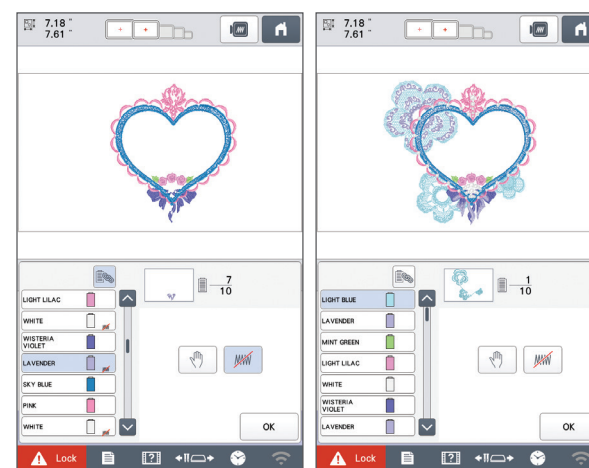 7.18 "
7.61 "
7
10
LIGHT LILAC
WHITE
WISTERIA
VIOLET
LAVENDER
SKY BLUE
PINK
WHITE
OK
Lock
7.18 "
7.61 "
1
10
LIGHT BLUE
LAVENDER
MINT GREEN
LIGHT LILAC
WHITE
WISTERIA
VIOLET
LAVENDER
OK
Lock